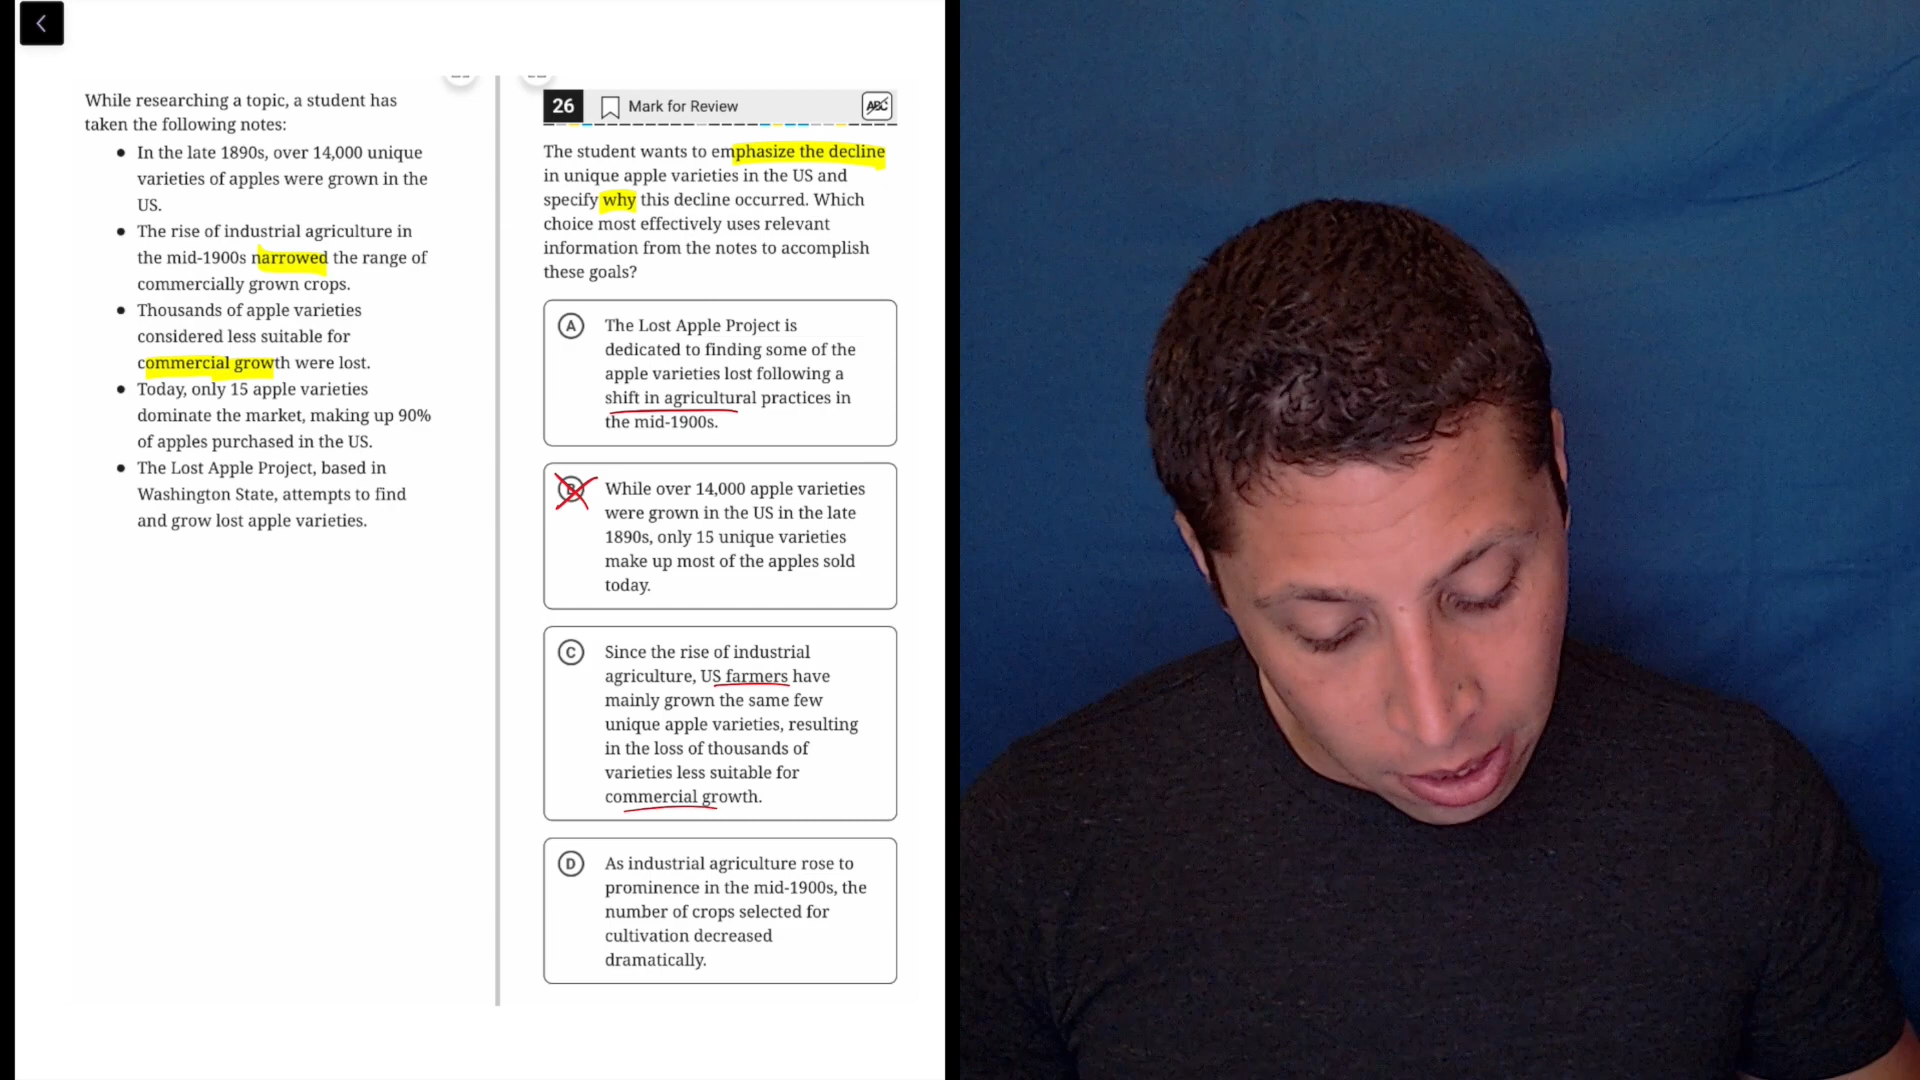 While researching a topic, a student has
taken the following notes:
• In the late 1890s, over 14,000 unique
varieties of apples were grown in the
US.
• The rise of industrial agriculture in
the mid-1900s narrowed the range of
commercially grown crops.
• Thousands of apple varieties
considered less suitable for
commercial growth were lost.
• Today, only 15 apple varieties
dominate the market, making up 90%
of apples purchased in the US.
• The Lost Apple Project, based in
Washington State, attempts to find
and grow lost apple varieties.
26 Mark for Review ABC
The student wants to emphasize the decline
in unique apple varieties in the US and
specify why this decline occurred. Which
choice most effectively uses relevant
information from the notes to accomplish
these goals?
A The Lost Apple Project is
dedicated to finding some of the
apple varieties lost following a
shift in agricultural practices in
the mid-1900s.
B While over 14,000 apple varieties
were grown in the US in the late
1890s, only 15 unique varieties
make up most of the apples sold
today.
C Since the rise of industrial
agriculture, US farmers have
mainly grown the same few
unique apple varieties, resulting
in the loss of thousands of
varieties less suitable for
commercial growth.
D As industrial agriculture rose to
prominence in the mid-1900s, the
number of crops selected for
cultivation decreased
dramatically.